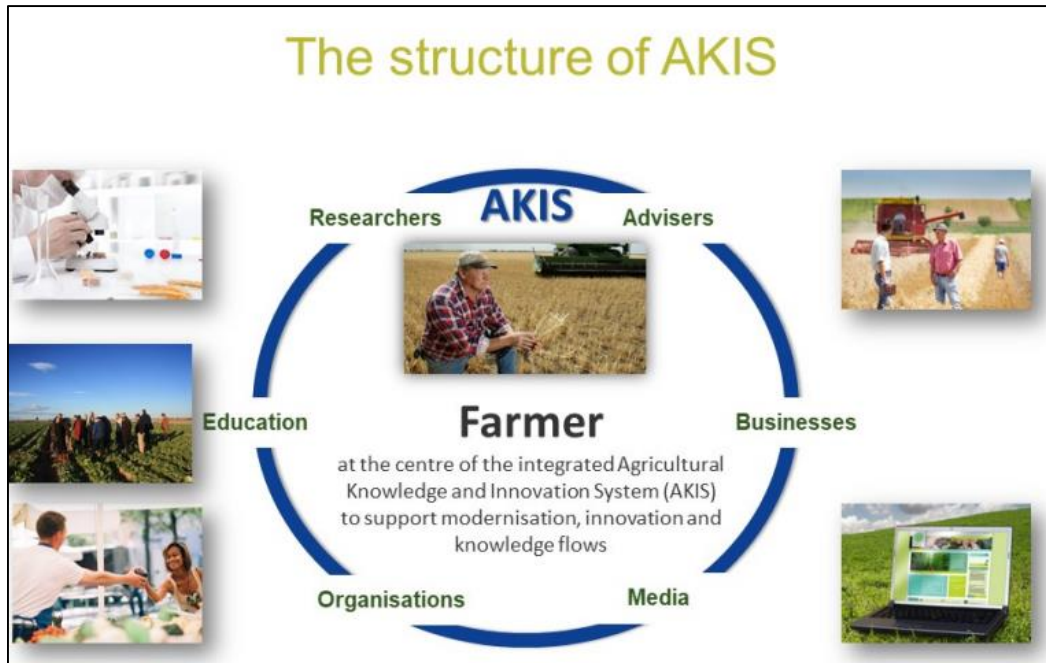 The structure of AKIS
AKIS
Researchers
Advisers
Education
Farmer
Businesses
at the centre of the integrated Agricultural
Knowledge and Innovation System (AKIS)
to support modernisation, innovation and
knowledge flows
Organisations
Media